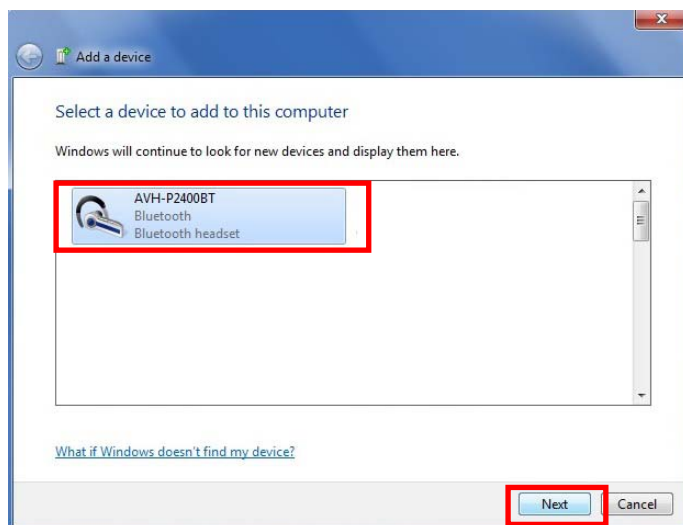 Add a device
Select a device to add to this computer
Windows will continue to look for new devices and display them here.
AVH-P2400BT
Bluetooth
Bluetooth headset
What if Windows doesn't find my device?
Next Cancel